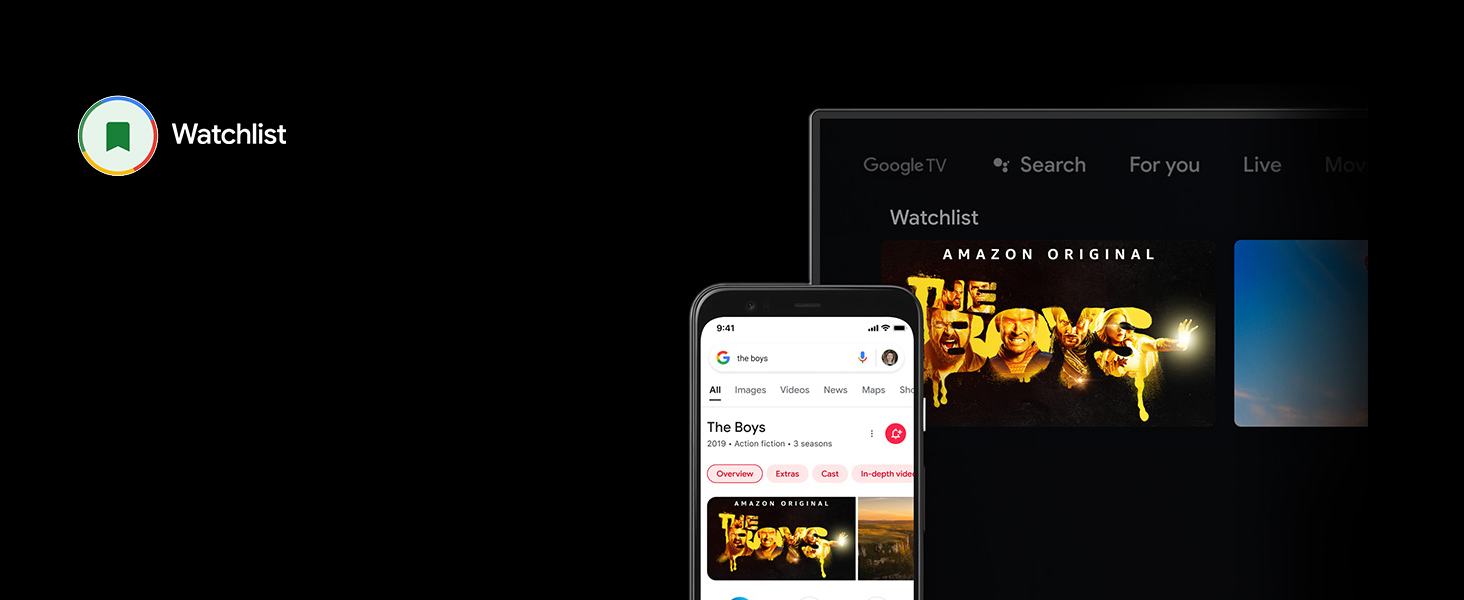 Watchlist
Google TV Search For you Live
Watchlist
AMAZON ORIGINAL
THE
BOYS
9:41
the boys
All Images Videos News Maps Sho
The Boys
2019 • Action fiction • 3 seasons
Overview Extras Cast In-depth video
AMAZON ORIGINAL
THE
BOYS